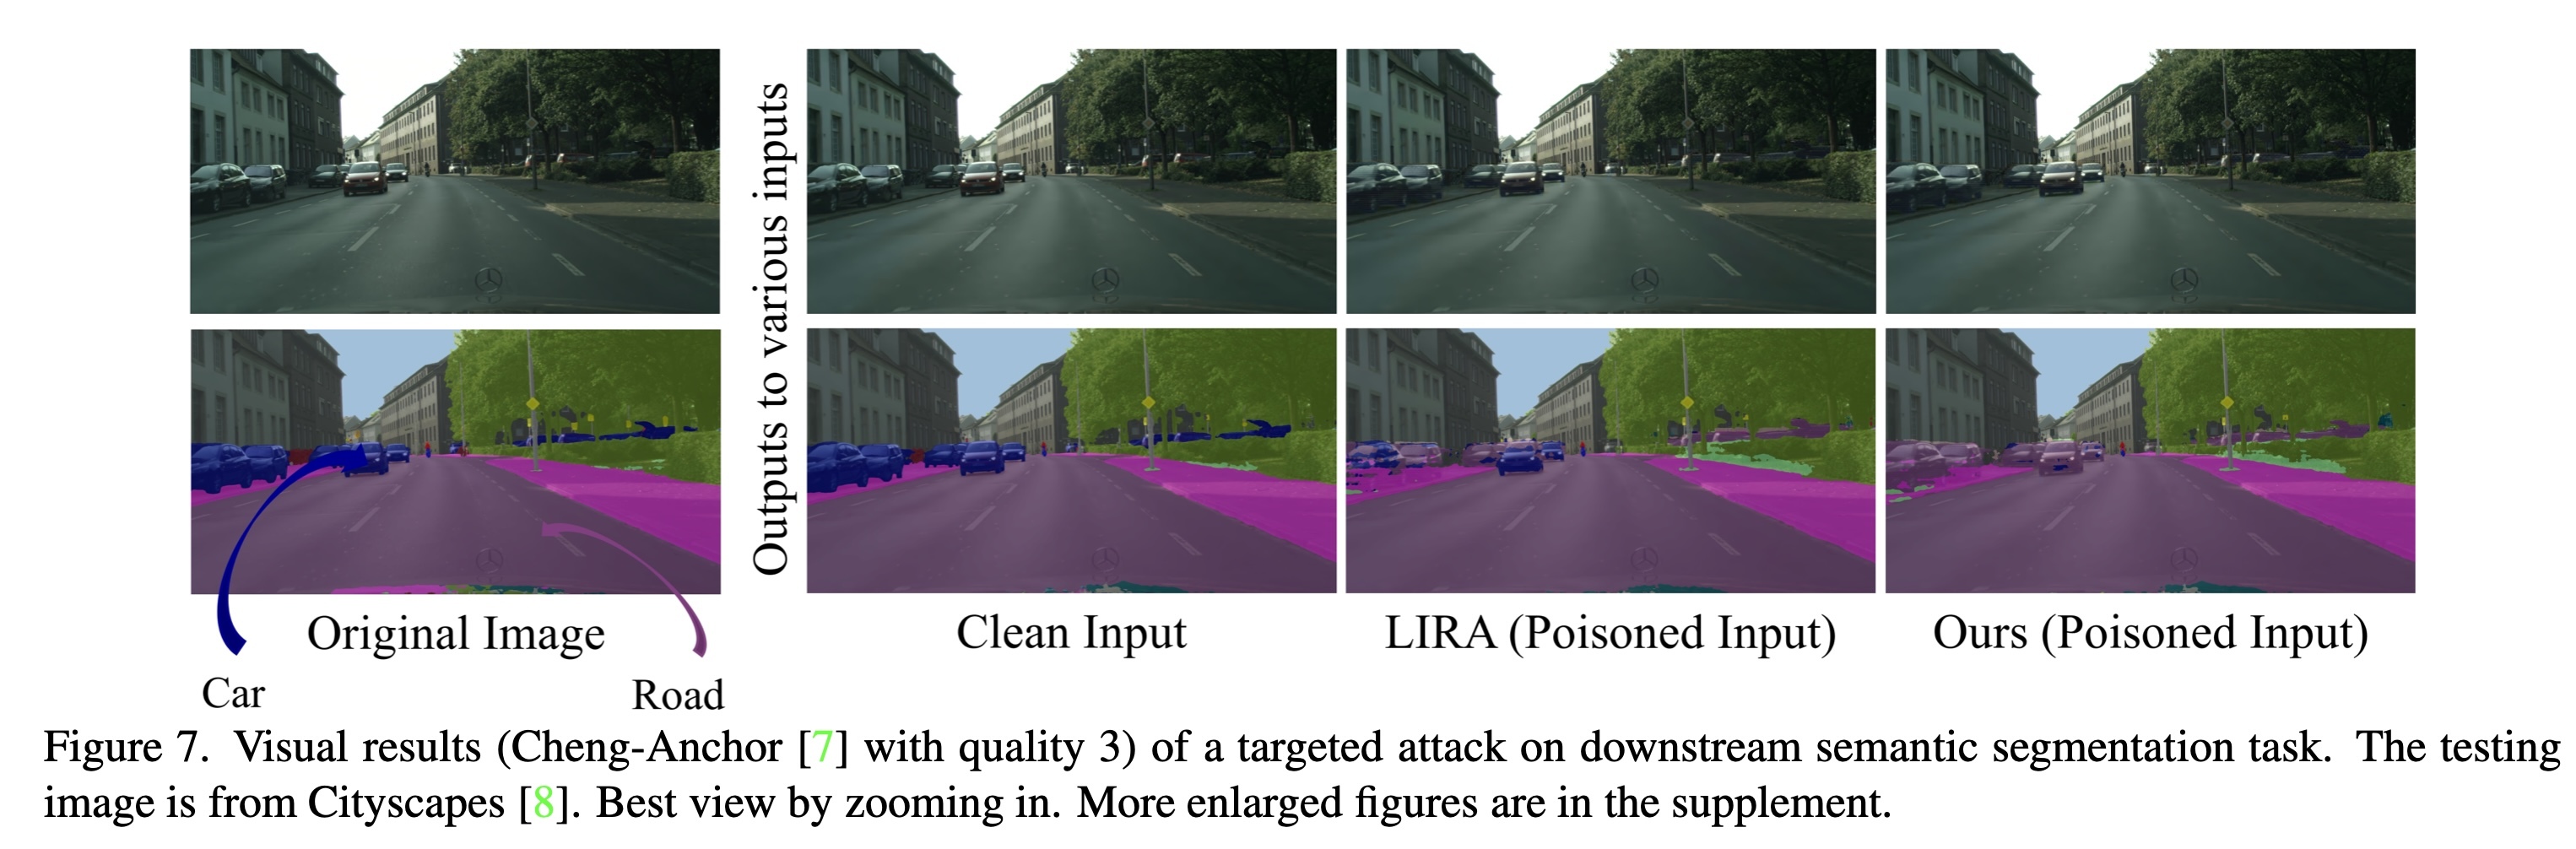 Outputs to various inputs
Original Image
Clean Input
LIRA (Poisoned Input)
Ours (Poisoned Input)
Car
Road
Figure 7. Visual results (Cheng-Anchor [7] with quality 3) of a targeted attack on downstream semantic segmentation task. The testing
image is from Cityscapes [8]. Best view by zooming in. More enlarged figures are in the supplement.